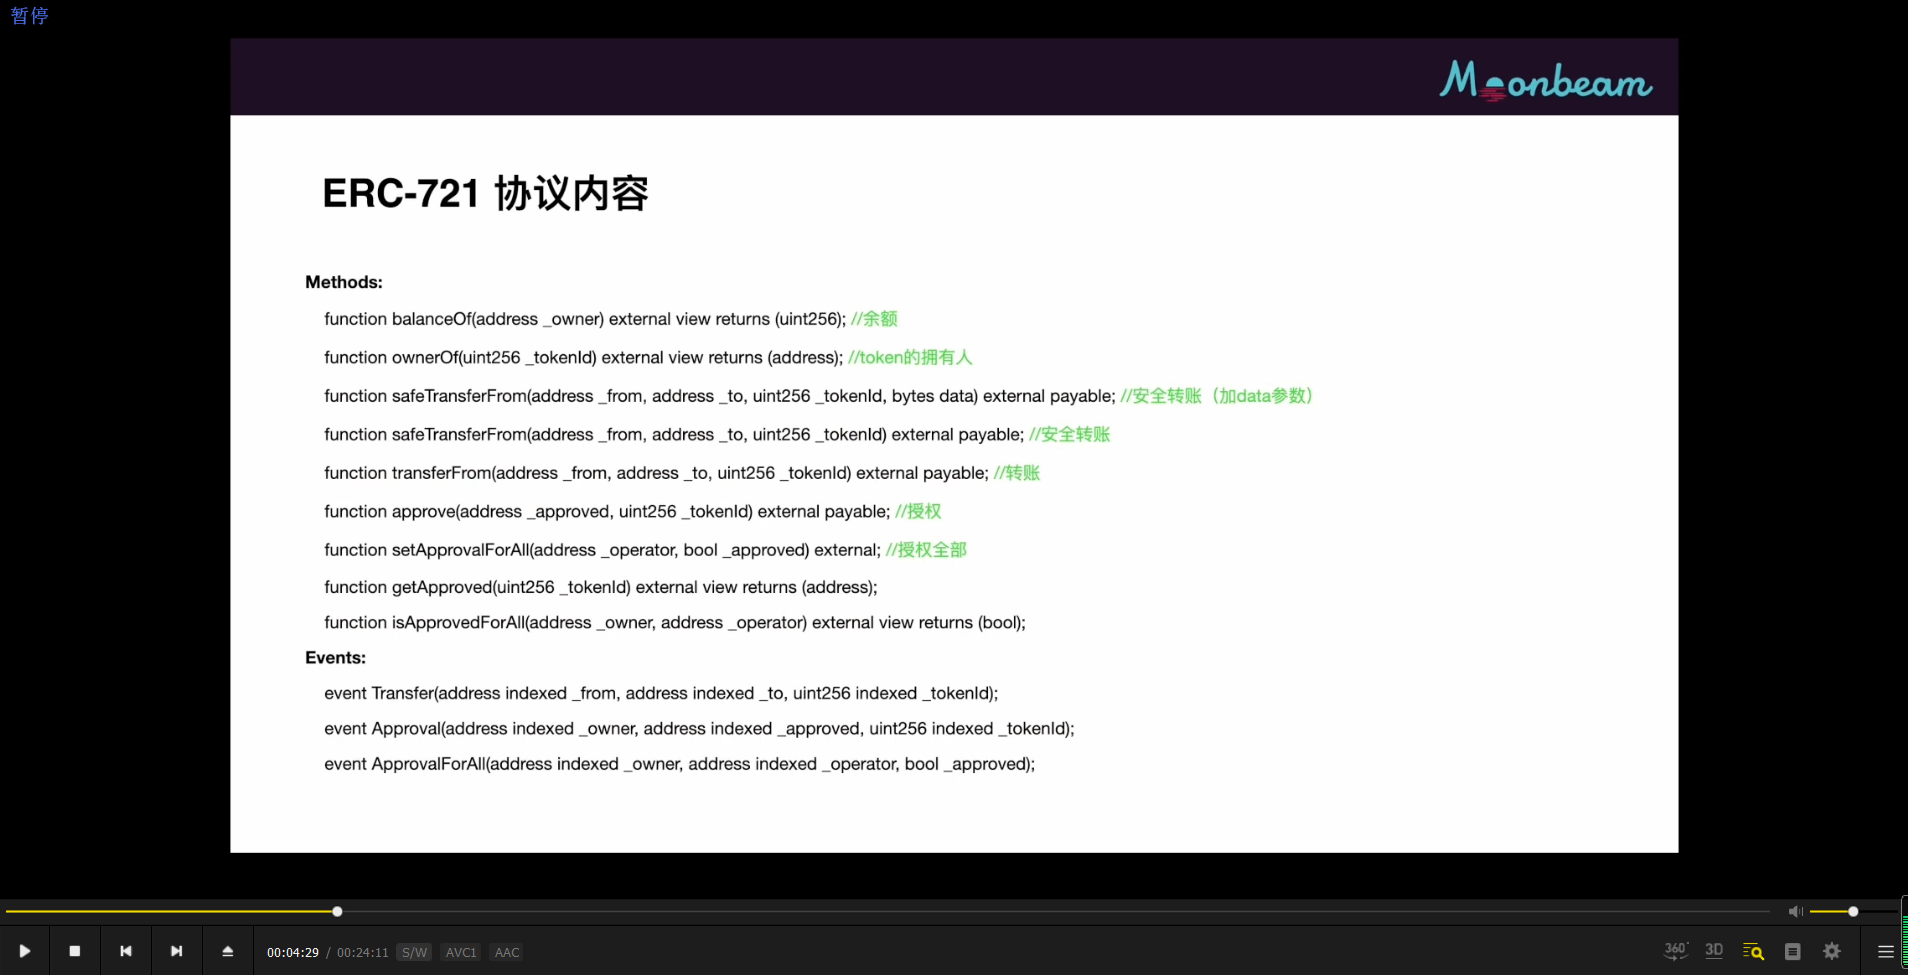 暂停
Moonbeam
ERC-721 协议内容
Methods:
function balanceOf(address _owner) external view returns (uint256); //余额
function ownerOf(uint256 _tokenId) external view returns (address); //token的拥有人
function safeTransferFrom(address _from, address _to, uint256 _tokenId, bytes data) external payable; //安全转账（加data参数）
function safeTransferFrom(address _from, address _to, uint256 _tokenId) external payable; //安全转账
function transferFrom(address _from, address _to, uint256 _tokenId) external payable; //转账
function approve(address _approved, uint256 _tokenId) external payable; //授权
function setApprovalForAll(address _operator, bool _approved) external; //授权全部
function getApproved(uint256 _tokenId) external view returns (address);
function isApprovedForAll(address _owner, address _operator) external view returns (bool);
Events:
event Transfer(address indexed _from, address indexed _to, uint256 indexed _tokenId);
event Approval(address indexed _owner, address indexed _approved, uint256 indexed _tokenId);
event ApprovalForAll(address indexed _owner, address indexed _operator, bool _approved);
00:04:29 / 00:24:11 S/W AVC1 AAC 360° 3D